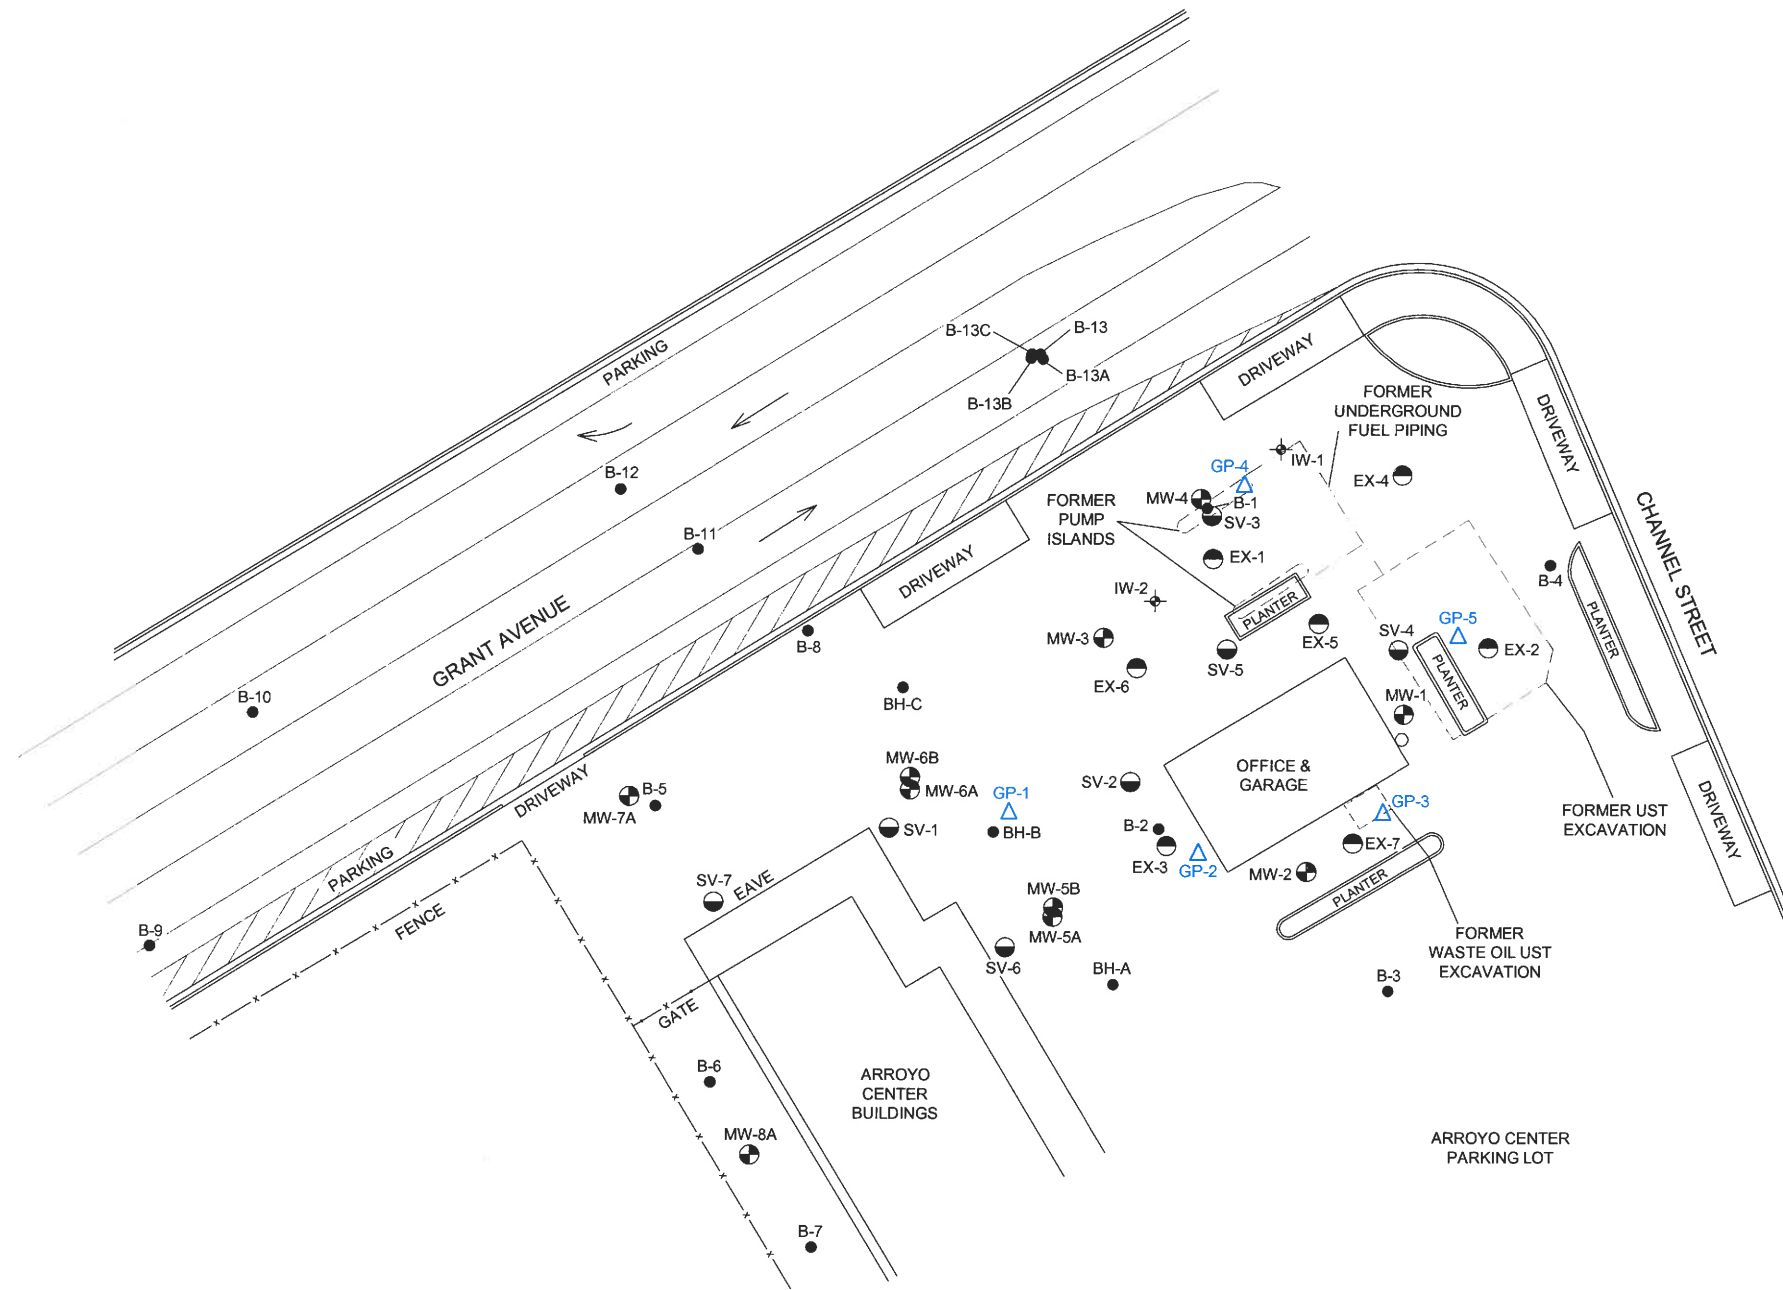 B-13C
B-13
PARKING
DRIVEWAY
B-13A
B-13B
FORMER
UNDERGROUND
FUEL PIPING
DRIVEWAY
IW-1
GP-4
B-12
EX-4
MW-4
B-1
SV-3
FORMER
PUMP
ISLANDS
CHANNEL STREET
B-11
EX-1
DRIVEWAY
B-4
IW-2
PLANTER
PLANTER
GRANT AVENUE
MW-3
B-8
EX-5
SV-4
GP-5
EX-2
SV-5
EX-6
PLANTER
B-10
BH-C
MW-1
MW-6B
MW-6A
SV-2
OFFICE &
GARAGE
DRIVEWAY
B-5
MW-7A
GP-1
GP-3
FORMER UST
EXCAVATION
DRIVEWAY
SV-1
BH-B
B-2
EX-3
GP-2
EX-7
MW-2
PLANTER
PARKING
SV-7
EAVE
MW-5B
MW-5A
FENCE
B-9
SV-6
BH-A
FORMER
WASTE OIL UST
EXCAVATION
B-3
GATE
B-6
ARROYO
CENTER
BUILDINGS
MW-8A
ARROYO CENTER
PARKING LOT
B-7